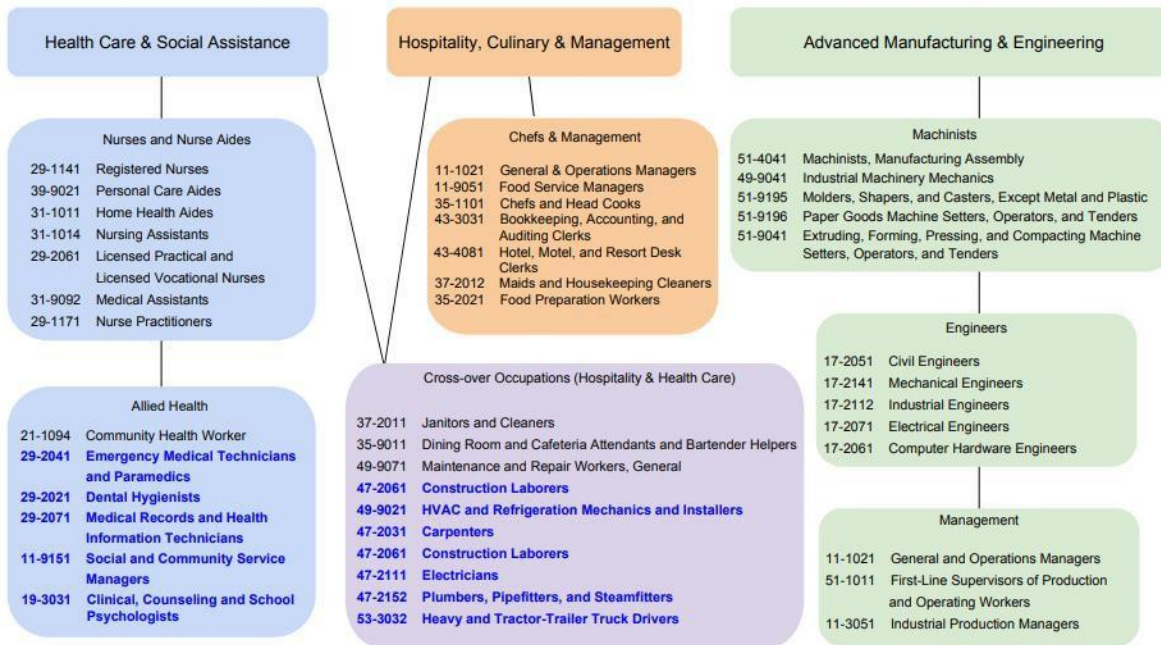 Health Care & Social Assistance
Nurses and Nurse Aides
29-1141 Registered Nurses
39-9021 Personal Care Aides
31-1011 Home Health Aides
31-1014 Nursing Assistants
29-2061 Licensed Practical and
Licensed Vocational Nurses
31-9092 Medical Assistants
29-1171 Nurse Practitioners
Allied Health
21-1094 Community Health Worker
29-2041 Emergency Medical Technicians
and Paramedics
29-2021 Dental Hygienists
29-2071 Medical Records and Health
Information Technicians
11-9151 Social and Community Service
Managers
19-3031 Clinical, Counseling and School
Psychologists
Hospitality, Culinary & Management
Chefs & Management
11-1021 General & Operations Managers
11-9051 Food Service Managers
35-1101 Chefs and Head Cooks
43-3031 Bookkeeping, Accounting, and
Auditing Clerks
43-4081 Hotel, Motel, and Resort Desk
Clerks
37-2012 Maids and Housekeeping Cleaners
35-2021 Food Preparation Workers
Cross-over Occupations (Hospitality & Health Care)
37-2011 Janitors and Cleaners
35-9011 Dining Room and Cafeteria Attendants and Bartender Helpers
49-9071 Maintenance and Repair Workers, General
47-2061 Construction Laborers
49-9021 HVAC and Refrigeration Mechanics and Installers
47-2031 Carpenters
47-2061 Construction Laborers
47-2111 Electricians
47-2152 Plumbers, Pipefitters, and Steamfitters
53-3032 Heavy and Tractor-Trailer Truck Drivers
Advanced Manufacturing & Engineering
Machinists
51-4041 Machinists, Manufacturing Assembly
49-9041 Industrial Machinery Mechanics
51-9195 Molders, Shapers, and Casters, Except Metal and Plastic
51-9196 Paper Goods Machine Setters, Operators, and Tenders
51-9041 Extruding, Forming, Pressing, and Compacting Machine
Setters, Operators, and Tenders
Engineers
17-2051 Civil Engineers
17-2141 Mechanical Engineers
17-2112 Industrial Engineers
17-2071 Electrical Engineers
17-2061 Computer Hardware Engineers
Management
11-1021 General and Operations Managers
51-1011 First-Line Supervisors of Production
and Operating Workers
11-3051 Industrial Production Managers